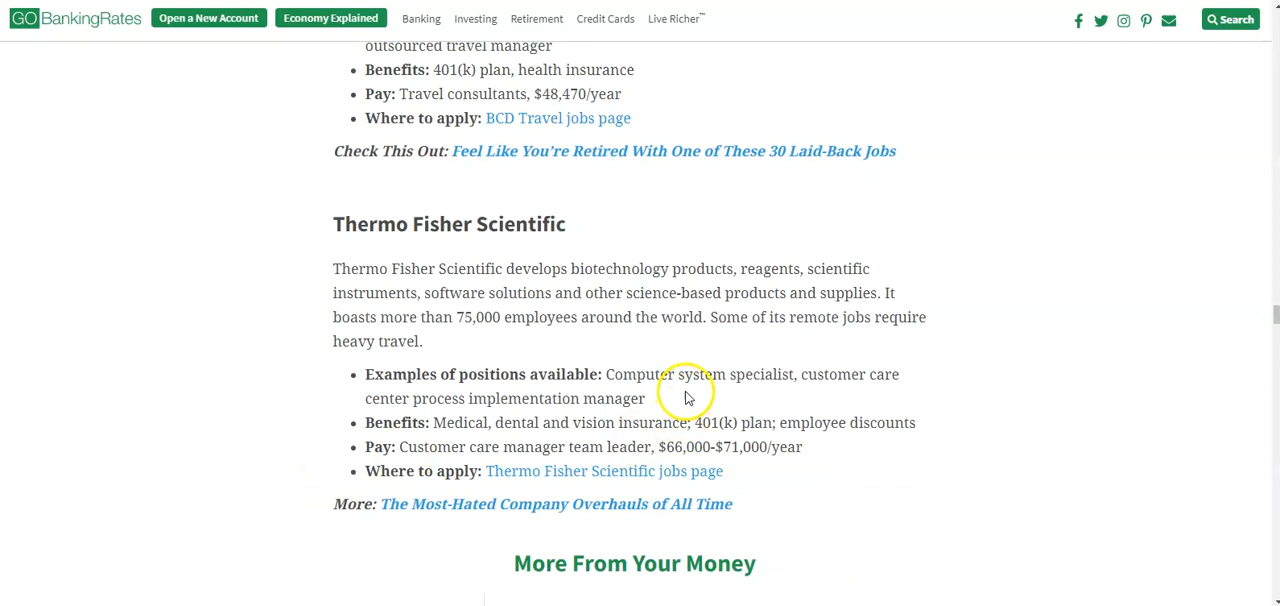 GOBankingRates Open a New Account Economy Explained Banking Investing Retirement Credit Cards Live Richer™ Search
outsourced travel manager
• Benefits: 401(k) plan, health insurance
• Pay: Travel consultants, $48,470/year
• Where to apply: BCD Travel jobs page
Check This Out: Feel Like You’re Retired With One of These 30 Laid-Back Jobs
Thermo Fisher Scientific
Thermo Fisher Scientific develops biotechnology products, reagents, scientific
instruments, software solutions and other science-based products and supplies. It
boasts more than 75,000 employees around the world. Some of its remote jobs require
heavy travel.
• Examples of positions available: Computer system specialist, customer care
center process implementation manager
• Benefits: Medical, dental and vision insurance; 401(k) plan; employee discounts
• Pay: Customer care manager team leader, $66,000-$71,000/year
• Where to apply: Thermo Fisher Scientific jobs page
More: The Most-Hated Company Overhauls of All Time
More From Your Money